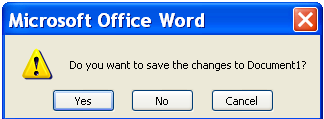 Microsoft Office Word
Do you want to save the changes to Document1?
Yes No Cancel